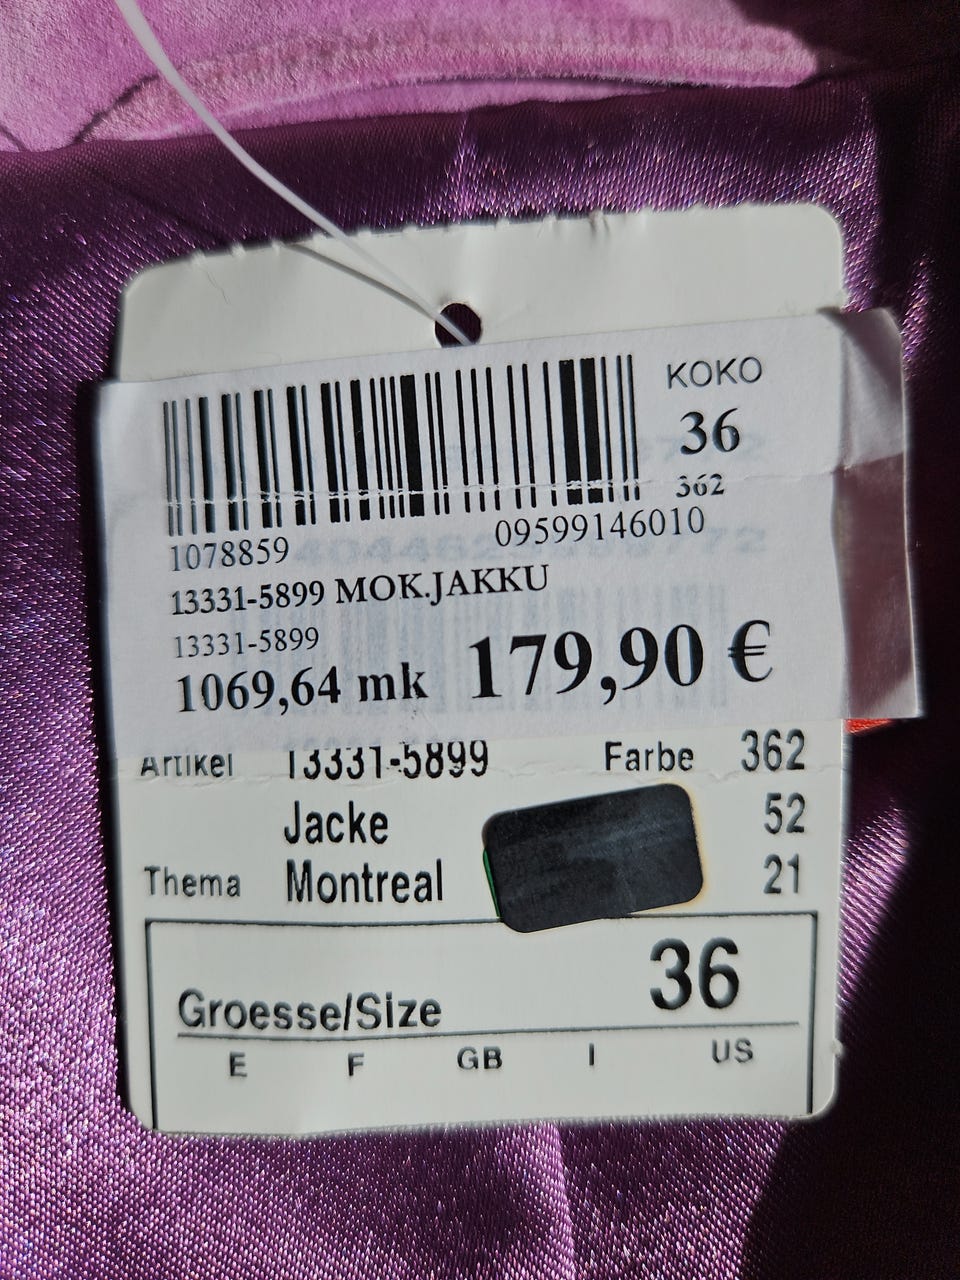 KOKO
36
362
1078859 09599146010
13331-5899 MOK.JAKKU
13331-5899
1069,64 mk 179,90 €
Artikel 13331-5899 Farbe 362
Jacke 52
Thema Montreal 21
Groesse/Size 36
E F GB I US